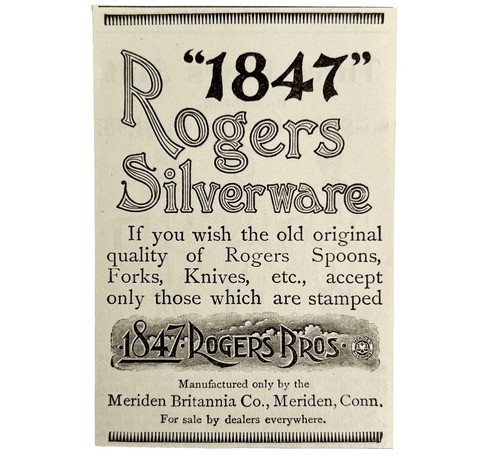 "1847"
Rogers
Silverware
If you wish the old original
quality of Rogers Spoons,
Forks, Knives, etc., accept
only those which are stamped
·1847·ROGERS BROS·
Manufactured only by the
Meriden Britannia Co., Meriden, Conn.
For sale by dealers everywhere.